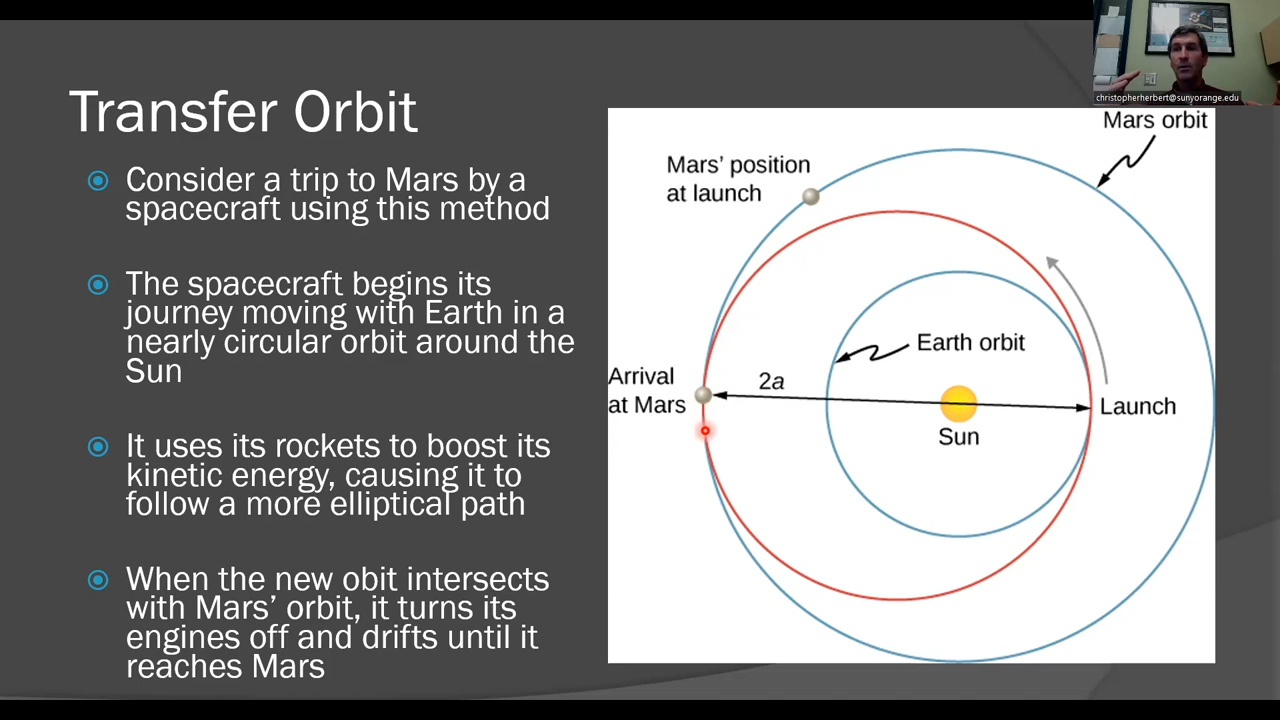 christopherherbert@sunyorange.edu
Transfer Orbit
Consider a trip to Mars by a
spacecraft using this method
The spacecraft begins its
journey moving with Earth in a
nearly circular orbit around the
Sun
It uses its rockets to boost its
kinetic energy, causing it to
follow a more elliptical path
When the new obit intersects
with Mars’ orbit, it turns its
engines off and drifts until it
reaches Mars
Mars orbit
Mars’ position
at launch
Earth orbit
Arrival
at Mars
2a
Launch
Sun